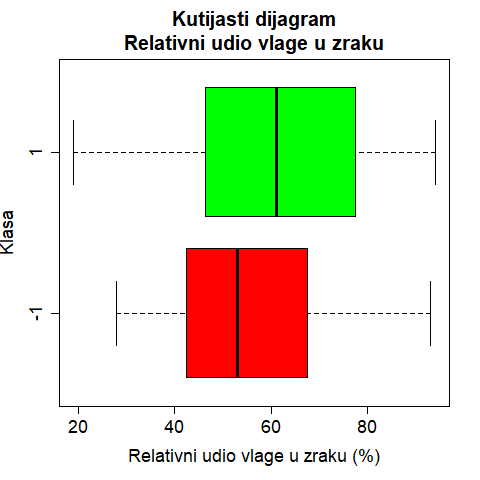 Kutijasti dijagram
Relativni udio vlage u zraku
Klasa
1
-1
20 40 60 80
Relativni udio vlage u zraku (%)